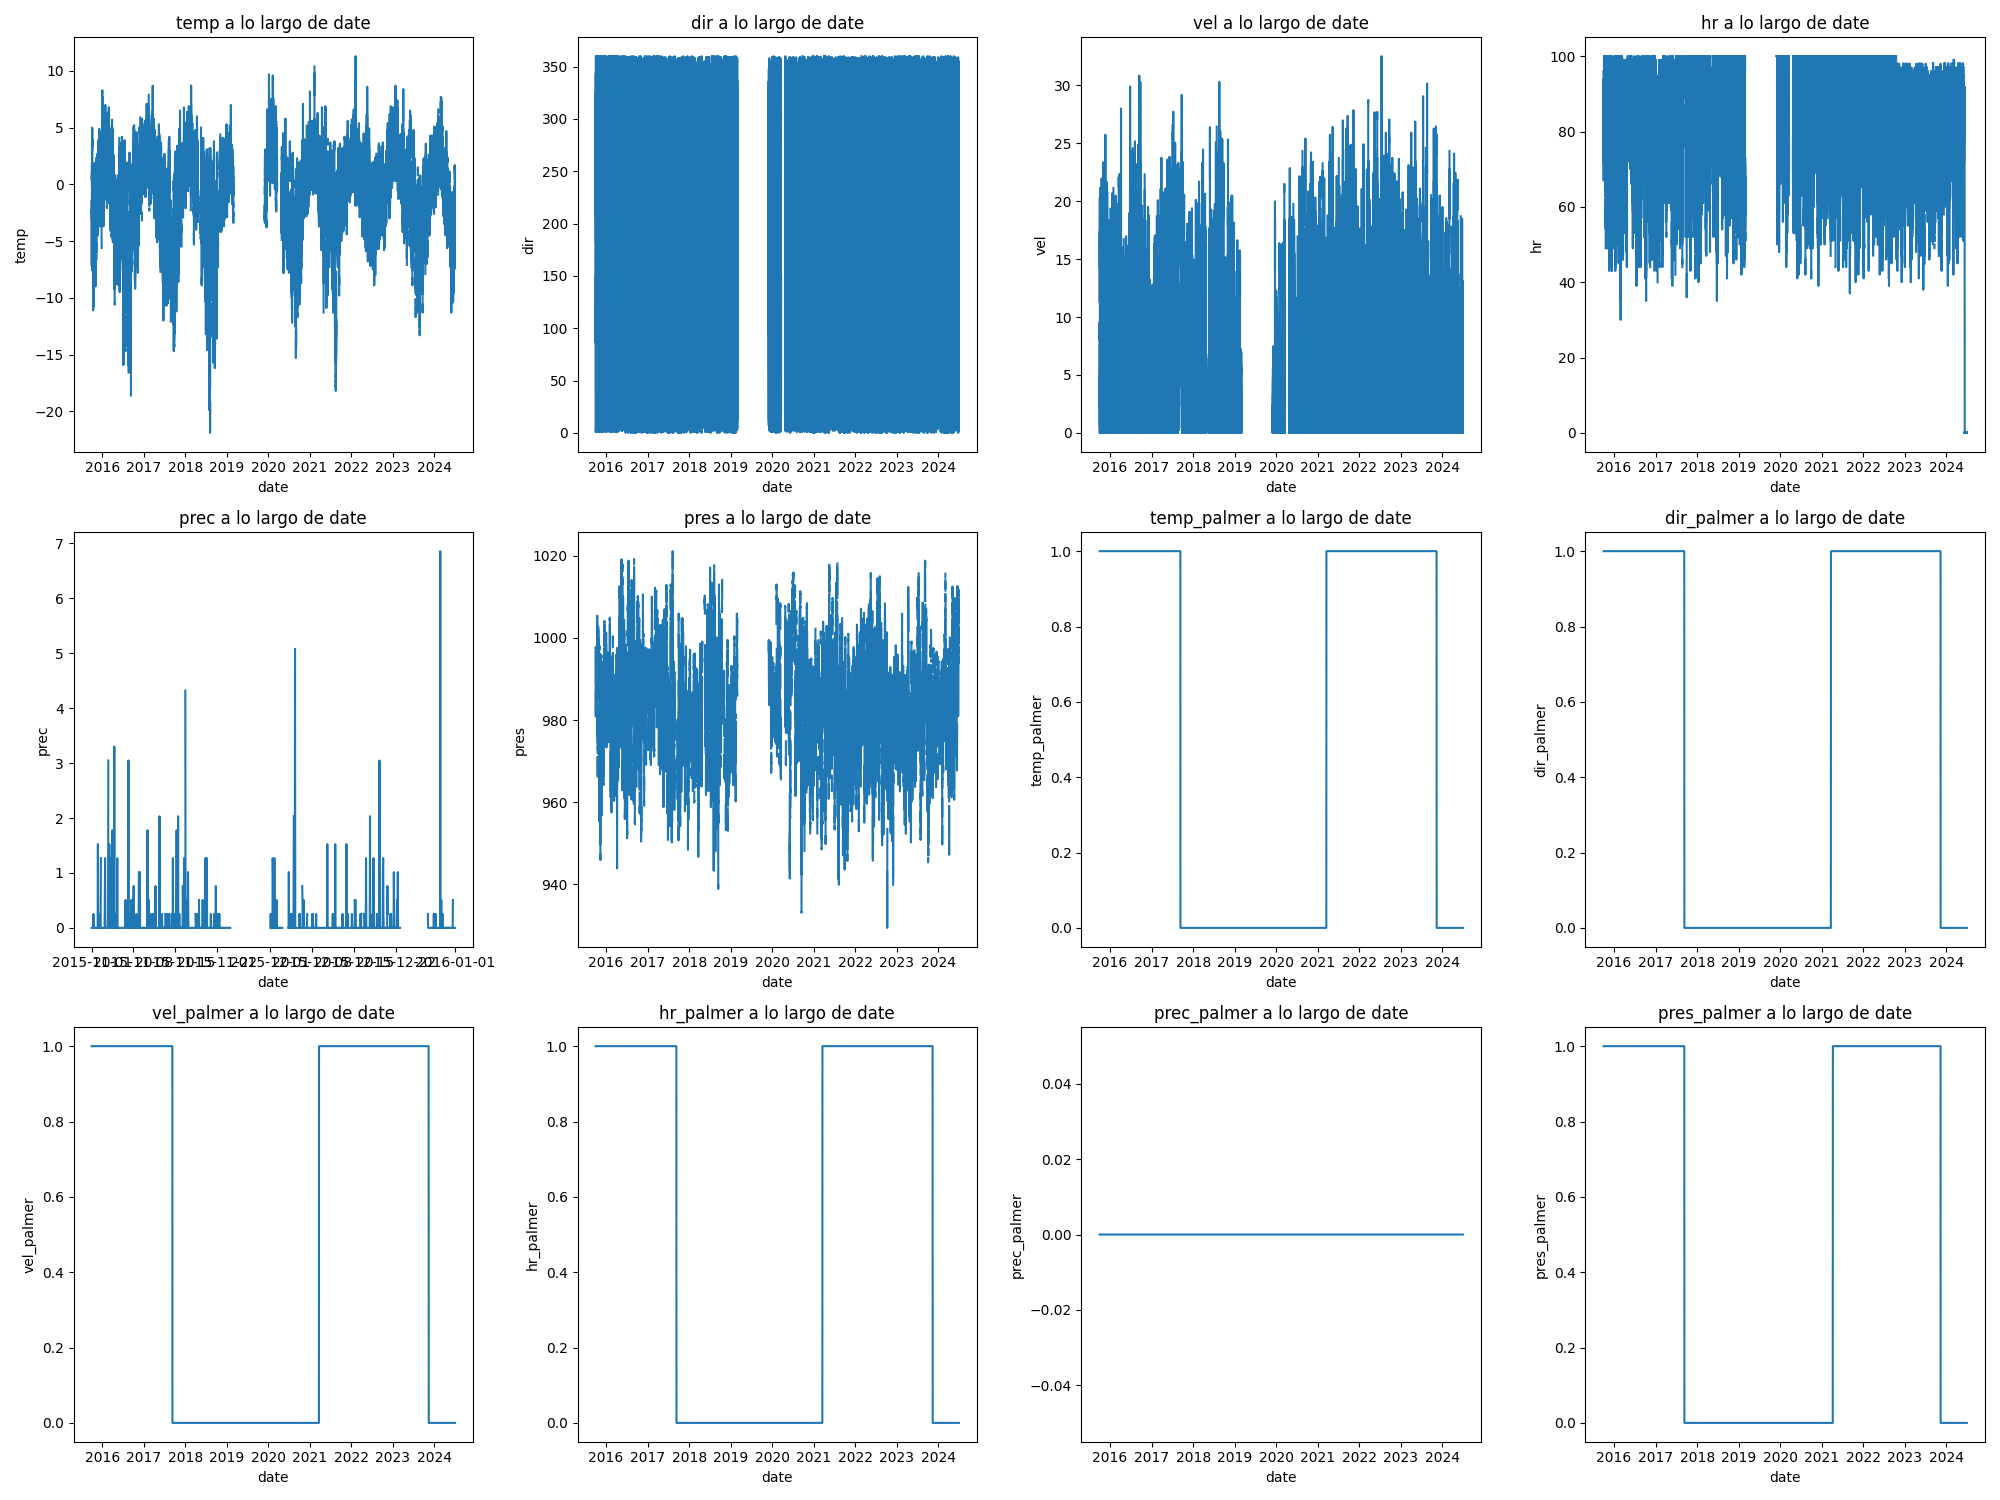 temp a lo largo de date
dir a lo largo de date
vel a lo largo de date
hr a lo largo de date
10
5
0
−5
−10
−15
−20
temp
2016 2017 2018 2019 2020 2021 2022 2023 2024
date
350
300
250
200
150
100
50
0
dir
2016 2017 2018 2019 2020 2021 2022 2023 2024
date
30
25
20
15
10
5
0
vel
2016 2017 2018 2019 2020 2021 2022 2023 2024
date
100
80
60
40
20
0
hr
2016 2017 2018 2019 2020 2021 2022 2023 2024
date
prec a lo largo de date
pres a lo largo de date
temp_palmer a lo largo de date
dir_palmer a lo largo de date
7
6
5
4
3
2
1
0
prec
2016-01-01
date
1020
1000
980
960
940
pres
2016 2017 2018 2019 2020 2021 2022 2023 2024
date
1.0
0.8
0.6
0.4
0.2
0.0
temp_palmer
2016 2017 2018 2019 2020 2021 2022 2023 2024
date
1.0
0.8
0.6
0.4
0.2
0.0
dir_palmer
2016 2017 2018 2019 2020 2021 2022 2023 2024
date
vel_palmer a lo largo de date
hr_palmer a lo largo de date
prec_palmer a lo largo de date
pres_palmer a lo largo de date
1.0
0.8
0.6
0.4
0.2
0.0
vel_palmer
2016 2017 2018 2019 2020 2021 2022 2023 2024
date
1.0
0.8
0.6
0.4
0.2
0.0
hr_palmer
2016 2017 2018 2019 2020 2021 2022 2023 2024
date
0.04
0.02
0.00
−0.02
−0.04
prec_palmer
2016 2017 2018 2019 2020 2021 2022 2023 2024
date
1.0
0.8
0.6
0.4
0.2
0.0
pres_palmer
2016 2017 2018 2019 2020 2021 2022 2023 2024
date